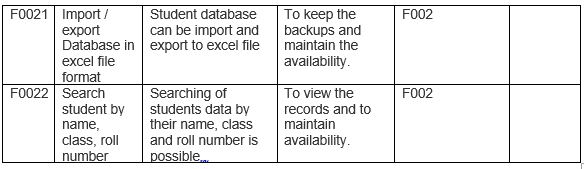 F0021
Import /
export
Database in
excel file
format
Student database
can be import and
export to excel file
To keep the
backups and
maintain the
availability.
F002
F0022
Search
student by
name,
class, roll
number
Searching of
students data by
their name, class
and roll number is
possible..
To view the
records and to
maintain
availability.
F002